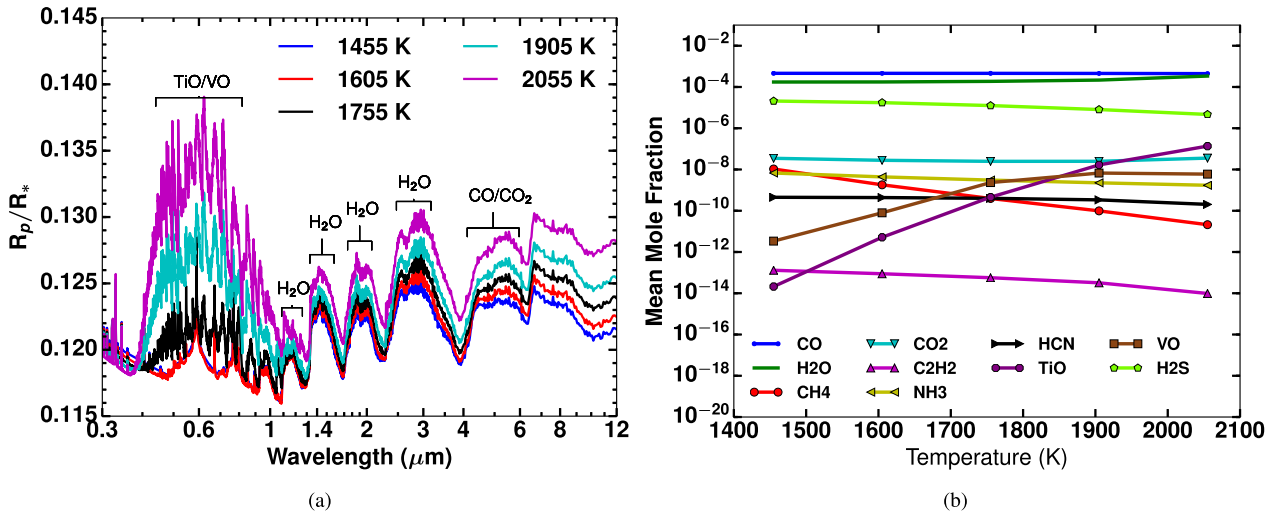 0.145
0.140
0.135
0.130
0.125
0.120
0.115
R_p/R_*
1455 K
1605 K
1755 K
1905 K
2055 K
TiO/VO
H₂O
H₂O
H₂O
H₂O
CO/CO₂
0.3 0.6 1 1.4 2 3 4 6 8 12
Wavelength (μm)
(a)
10⁻²
10⁻⁴
10⁻⁶
10⁻⁸
10⁻¹⁰
10⁻¹²
10⁻¹⁴
10⁻¹⁶
10⁻¹⁸
10⁻²⁰
Mean Mole Fraction
CO CO2 HCN VO
H2O C2H2 TiO H2S
CH4 NH3
1400 1500 1600 1700 1800 1900 2000 2100
Temperature (K)
(b)